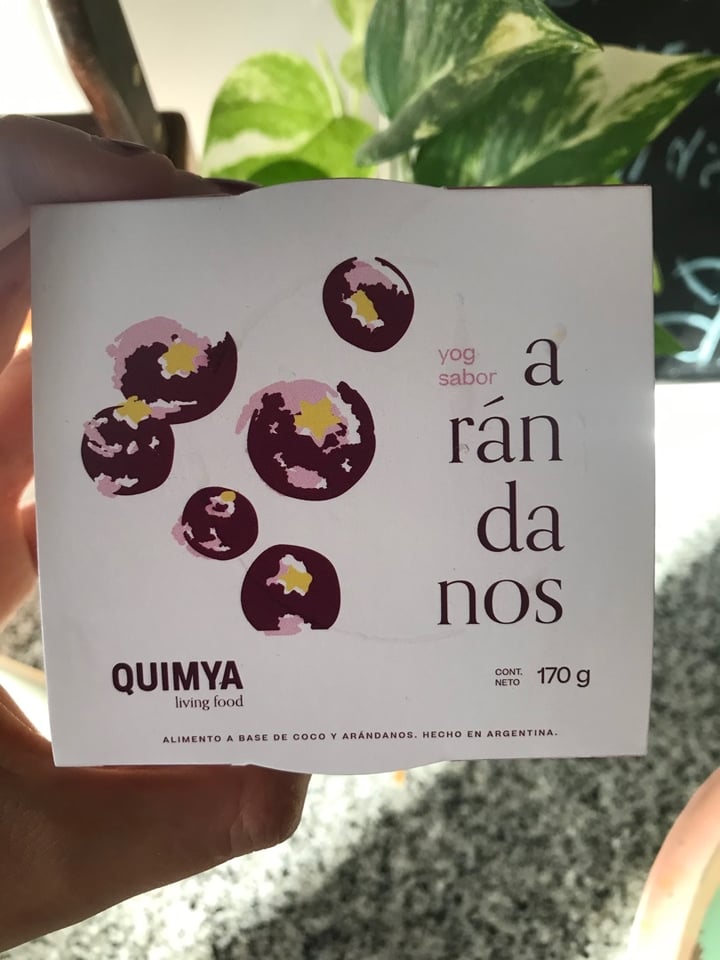 yog
sabor
a
rán
da
nos
QUIMYA
living food
CONT.
NETO
170 g
ALIMENTO A BASE DE COCO Y ARÁNDANOS. HECHO EN ARGENTINA.